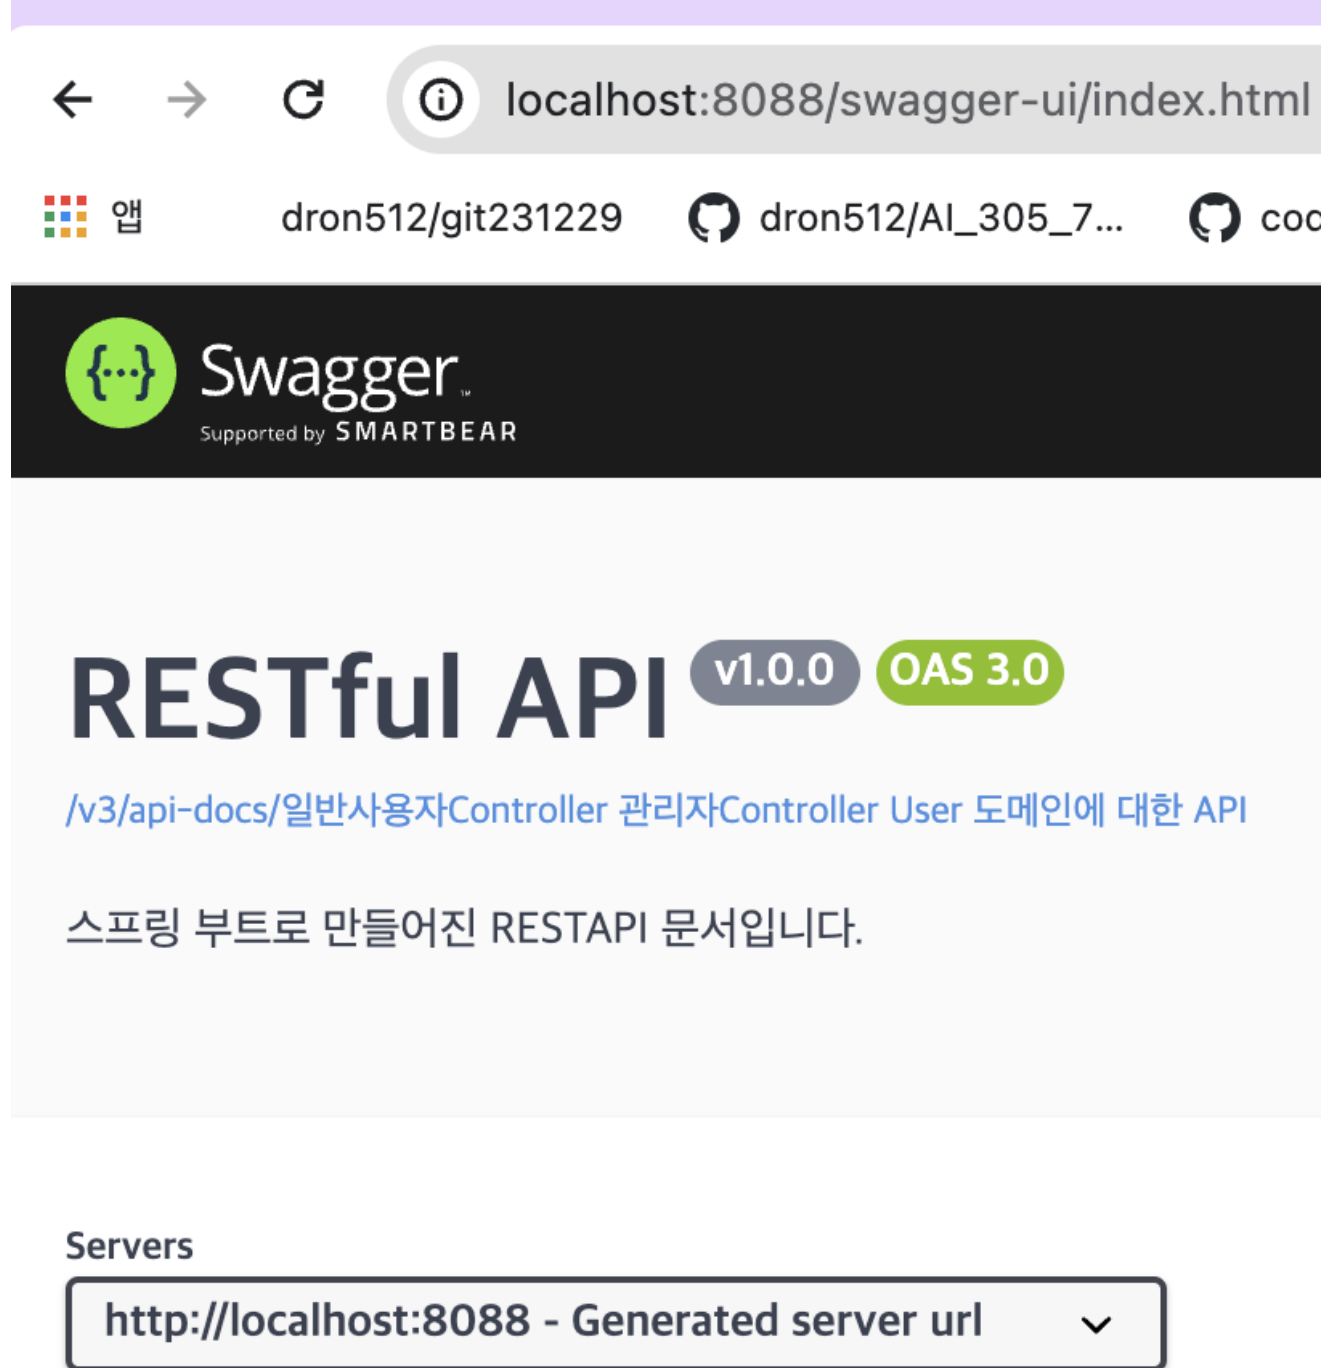 localhost:8088/swagger-ui/index.html
앱 dron512/git231229 dron512/AI_305_7... cod
Swagger™
Supported by SMARTBEAR
RESTful API v1.0.0 OAS 3.0
/v3/api-docs/일반사용자Controller 관리자Controller User 도메인에 대한 API
스프링 부트로 만들어진 RESTAPI 문서입니다.
Servers
http://localhost:8088 - Generated server url